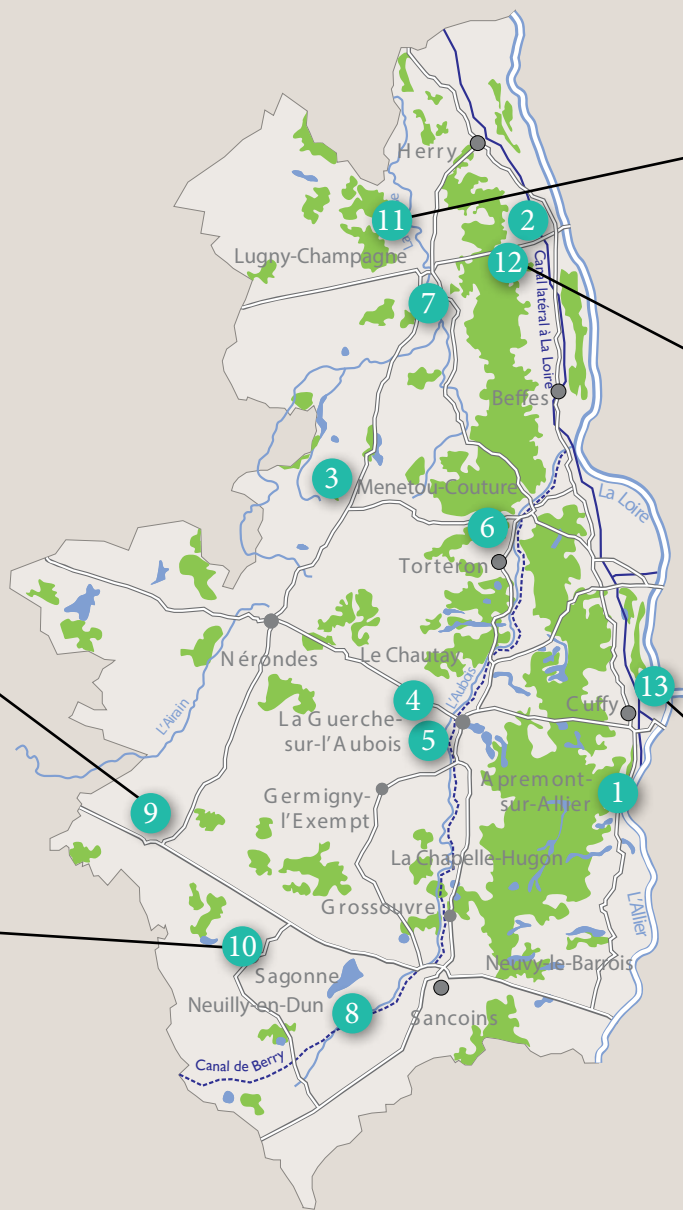 Herry
11
2
Lugny-Champagne
12
7
Canal latéral à La Loire
Beffes
3
Menetou-Couture
La Loire
6
Torteron
Nérondes
Le Chautay
L'Airain
4
L'Aubois
13
La Guerche-
sur-l'Aubois
5
Cuffy
9
Germigny-
l'Exempt
Apremont-
sur-Allier
1
La Chapelle-Hugon
Grossouvre
L'Allier
10
Sagonne
Neuvy-le-Barrois
Neuilly-en-Dun
8
Sancoins
Canal de Berry